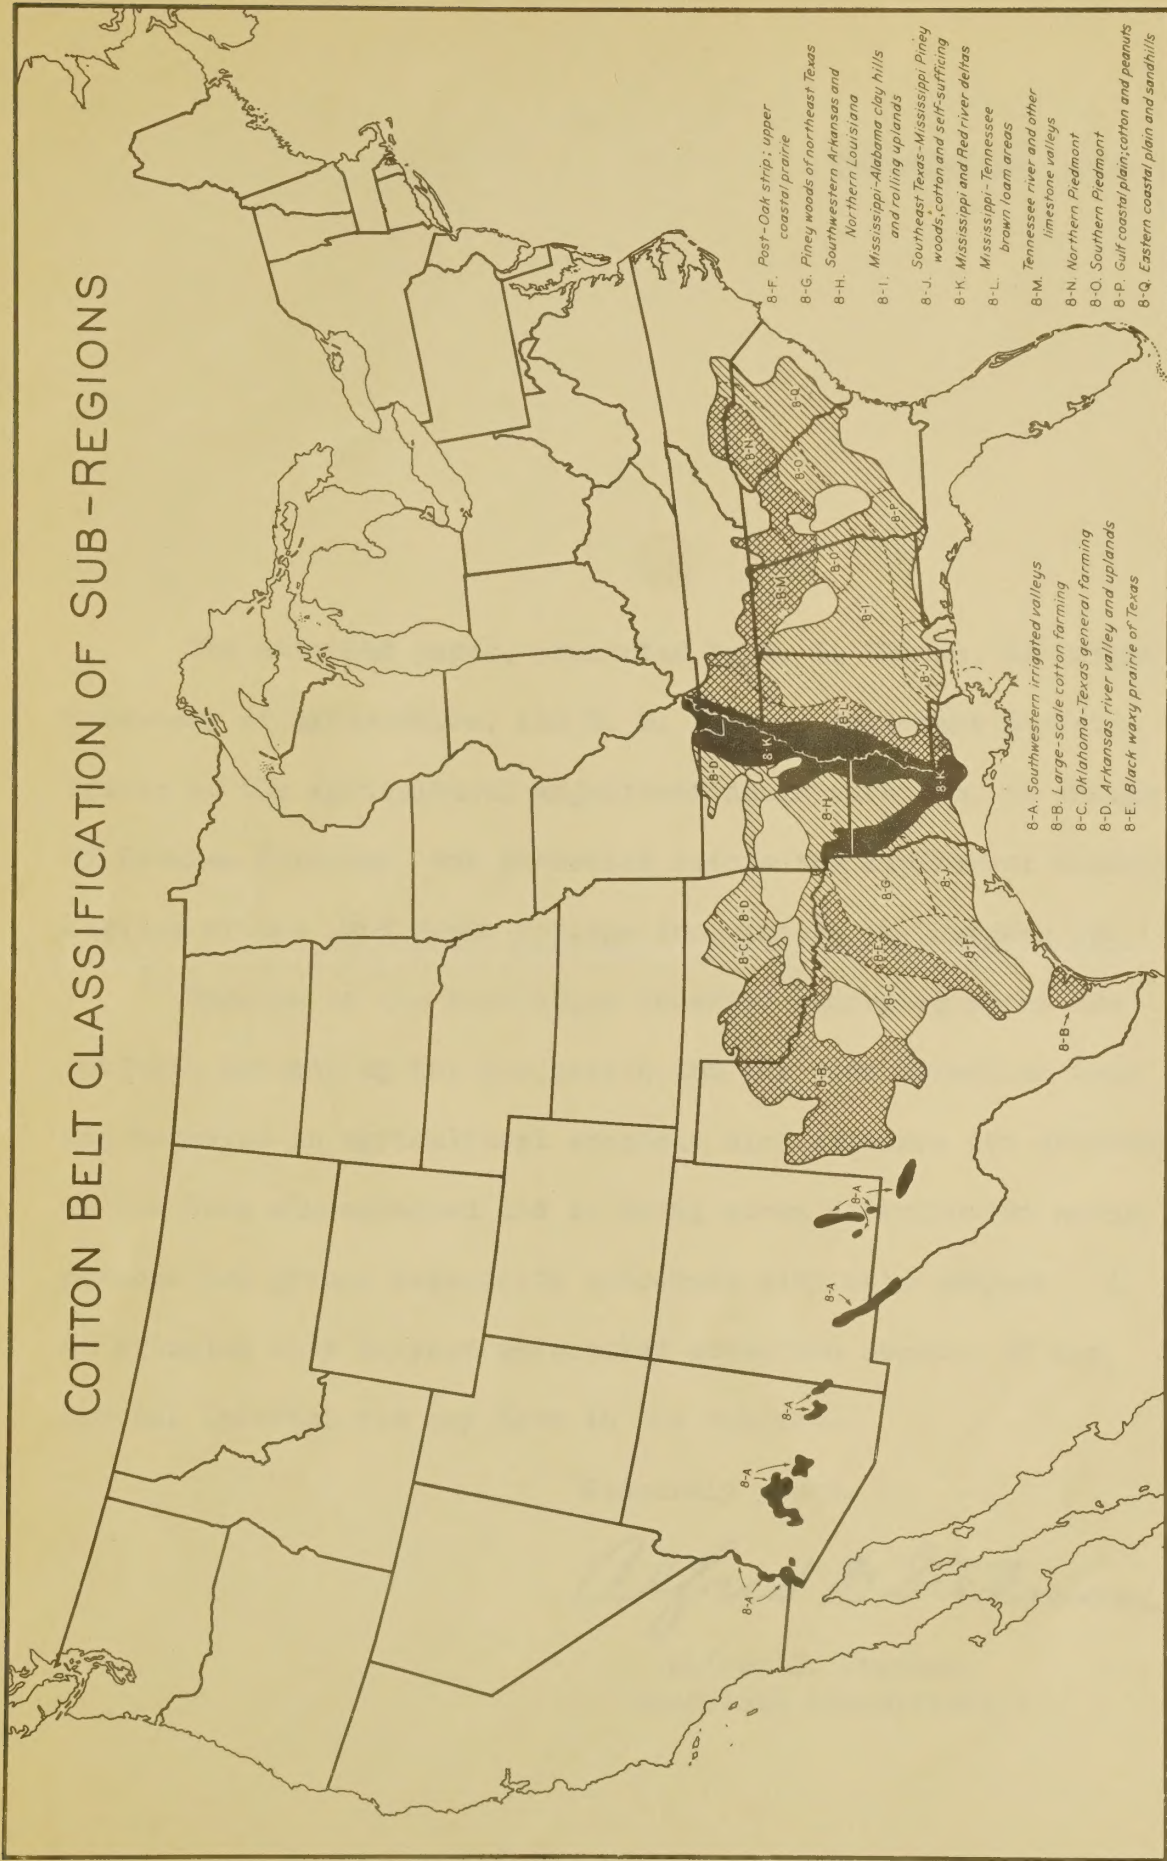 COTTON BELT CLASSIFICATION OF SUB-REGIONS
8-A
8-A
8-A
8-A
8-A
8-B
8-B
8-C
8-C
8-D
8-D
8-E
8-F
8-G
8-H
8-J
8-K
8-K
8-L
8-J
8-I
8-M
8-O
8-P
8-N
8-O
8-Q
8-A. Southwestern irrigated valleys
8-B. Large-scale cotton farming
8-C. Oklahoma-Texas general farming
8-D. Arkansas river valley and uplands
8-E. Black waxy prairie of Texas
8-F. Post-Oak strip; upper
coastal prairie
8-G. Piney woods of northeast Texas
8-H. Southwestern Arkansas and
Northern Louisiana
8-I. Mississippi-Alabama clay hills
and rolling uplands
8-J. Southeast Texas-Mississippi Piney
woods, cotton and self-sufficing
8-K. Mississippi and Red river deltas
8-L. Mississippi-Tennessee
brown loam areas
8-M. Tennessee river and other
limestone valleys
8-N. Northern Piedmont
8-O. Southern Piedmont
8-P. Gulf coastal plain; cotton and peanuts
8-Q. Eastern coastal plain and sandhills